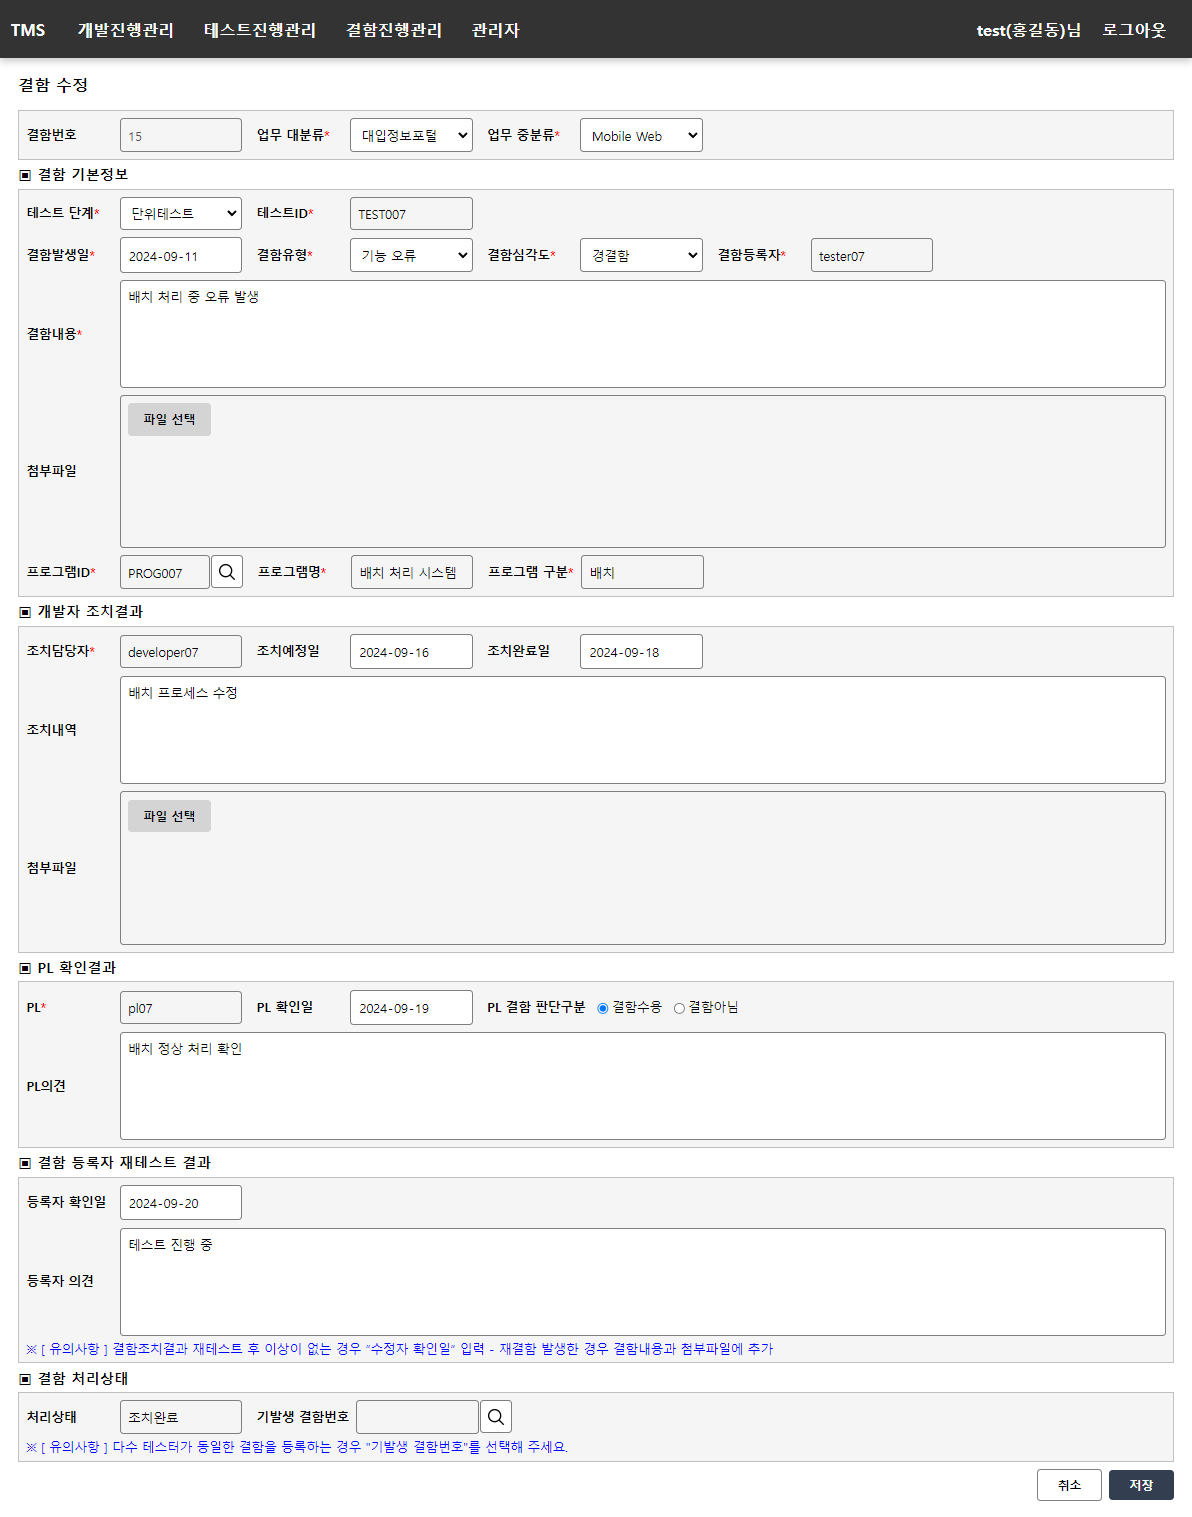 TMS 개발진행관리 테스트진행관리 결함진행관리 관리자 test(홍길동)님 로그아웃
결함 수정
결함번호 15 업무 대분류* 대입정보포털 업무 중분류* Mobile Web
▣ 결함 기본정보
테스트 단계* 단위테스트 테스트ID* TEST007
결함발생일* 2024-09-11 결함유형* 기능 오류 결함심각도* 경결함 결함등록자* tester07
결함내용* 배치 처리 중 오류 발생
첨부파일 파일 선택
프로그램ID* PROG007 프로그램명* 배치 처리 시스템 프로그램 구분* 배치
▣ 개발자 조치결과
조치담당자* developer07 조치예정일 2024-09-16 조치완료일 2024-09-18
조치내역 배치 프로세스 수정
첨부파일 파일 선택
▣ PL 확인결과
PL* pl07 PL 확인일 2024-09-19 PL 결함 판단구분 결함수용 결함아님
PL의견 배치 정상 처리 확인
▣ 결함 등록자 재테스트 결과
등록자 확인일 2024-09-20
등록자 의견 테스트 진행 중
※ [ 유의사항 ] 결함조치결과 재테스트 후 이상이 없는 경우 “수정자 확인일” 입력 - 재결함 발생한 경우 결함내용과 첨부파일에 추가
▣ 결함 처리상태
처리상태 조치완료 기발생 결함번호
※ [ 유의사항 ] 다수 테스터가 동일한 결함을 등록하는 경우 "기발생 결함번호"를 선택해 주세요.
취소 저장